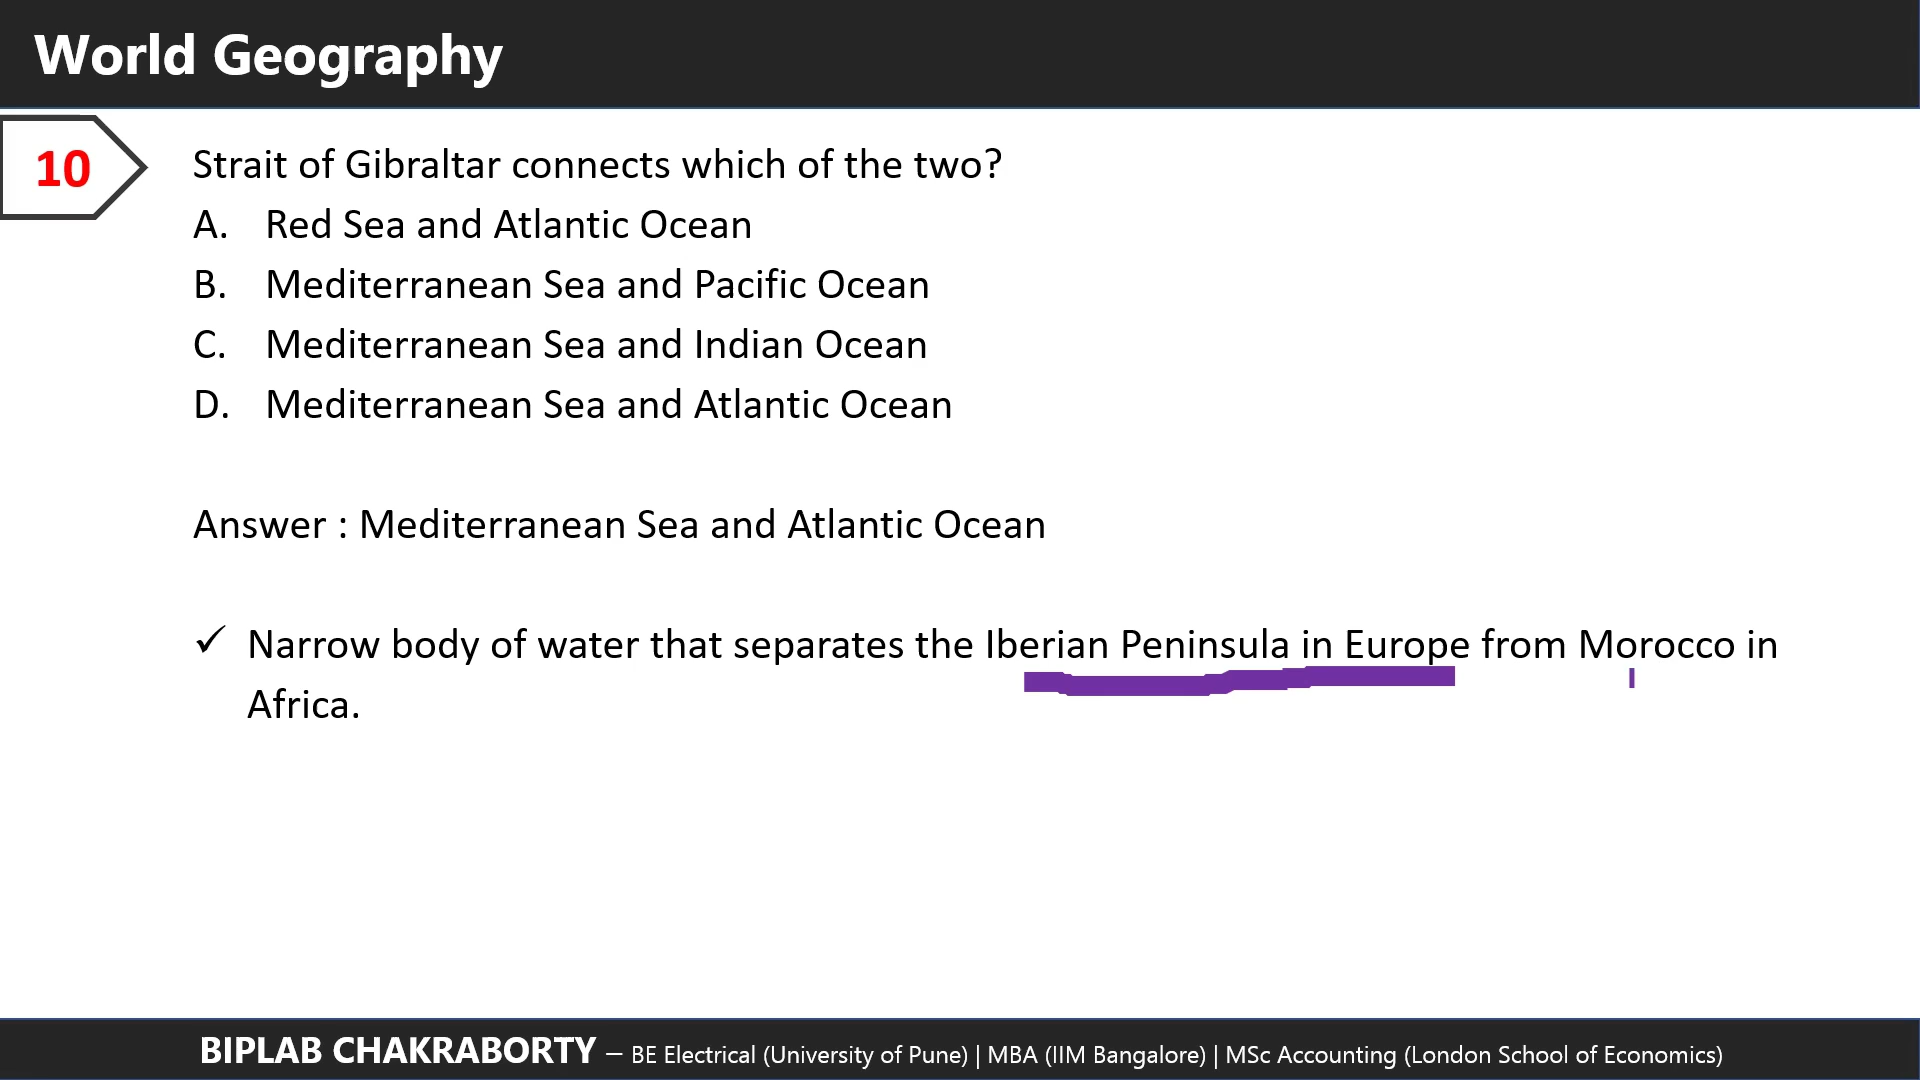 World Geography
10
Strait of Gibraltar connects which of the two?
A. Red Sea and Atlantic Ocean
B. Mediterranean Sea and Pacific Ocean
C. Mediterranean Sea and Indian Ocean
D. Mediterranean Sea and Atlantic Ocean
Answer : Mediterranean Sea and Atlantic Ocean
✓ Narrow body of water that separates the Iberian Peninsula in Europe from Morocco in
Africa.
BIPLAB CHAKRABORTY – BE Electrical (University of Pune) | MBA (IIM Bangalore) | MSc Accounting (London School of Economics)